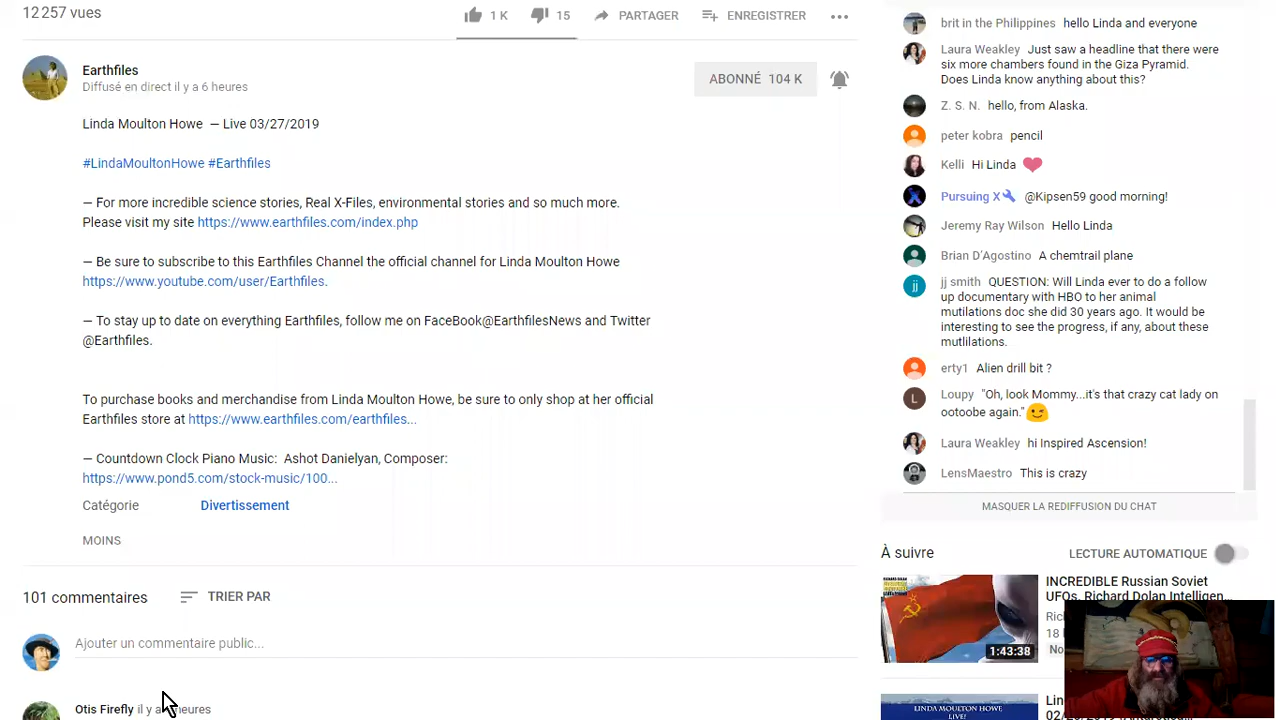 12 257 vues
1 K
15
PARTAGER
ENREGISTRER
Earthfiles
Diffusé en direct il y a 6 heures
ABONNÉ 104 K
Linda Moulton Howe — Live 03/27/2019
#LindaMoultonHowe #Earthfiles
— For more incredible science stories, Real X-Files, environmental stories and so much more.
Please visit my site https://www.earthfiles.com/index.php
— Be sure to subscribe to this Earthfiles Channel the official channel for Linda Moulton Howe
https://www.youtube.com/user/Earthfiles.
— To stay up to date on everything Earthfiles, follow me on FaceBook@EarthfilesNews and Twitter
@Earthfiles.
To purchase books and merchandise from Linda Moulton Howe, be sure to only shop at her official
Earthfiles store at https://www.earthfiles.com/earthfiles...
— Countdown Clock Piano Music: Ashot Danielyan, Composer:
https://www.pond5.com/stock-music/100...
Catégorie
Divertissement
MOINS
101 commentaires
TRIER PAR
Ajouter un commentaire public...
Otis Firefly il y a heures
brit in the Philippines hello Linda and everyone
Laura Weakley Just saw a headline that there were
six more chambers found in the Giza Pyramid.
Does Linda know anything about this?
Z. S. N. hello, from Alaska.
peter kobra pencil
Kelli Hi Linda
Pursuing X @Kipsen59 good morning!
Jeremy Ray Wilson Hello Linda
Brian D'Agostino A chemtrail plane
jj
jj smith QUESTION: Will Linda ever to do a follow
up documentary with HBO to her animal
mutilations doc she did 30 years ago. It would be
interesting to see the progress, if any, about these
mutlilations.
erty1 Alien drill bit ?
L
Loupy "Oh, look Mommy...it's that crazy cat lady on
ootoobe again."
Laura Weakley hi Inspired Ascension!
LensMaestro This is crazy
MASQUER LA REDIFFUSION DU CHAT
À suivre
LECTURE AUTOMATIQUE
1:43:38
INCREDIBLE Russian Soviet
UFOs, Richard Dolan Intelligen...
Ric
18
No
LINDA MOULTON HOWE
LIVE!
Lin